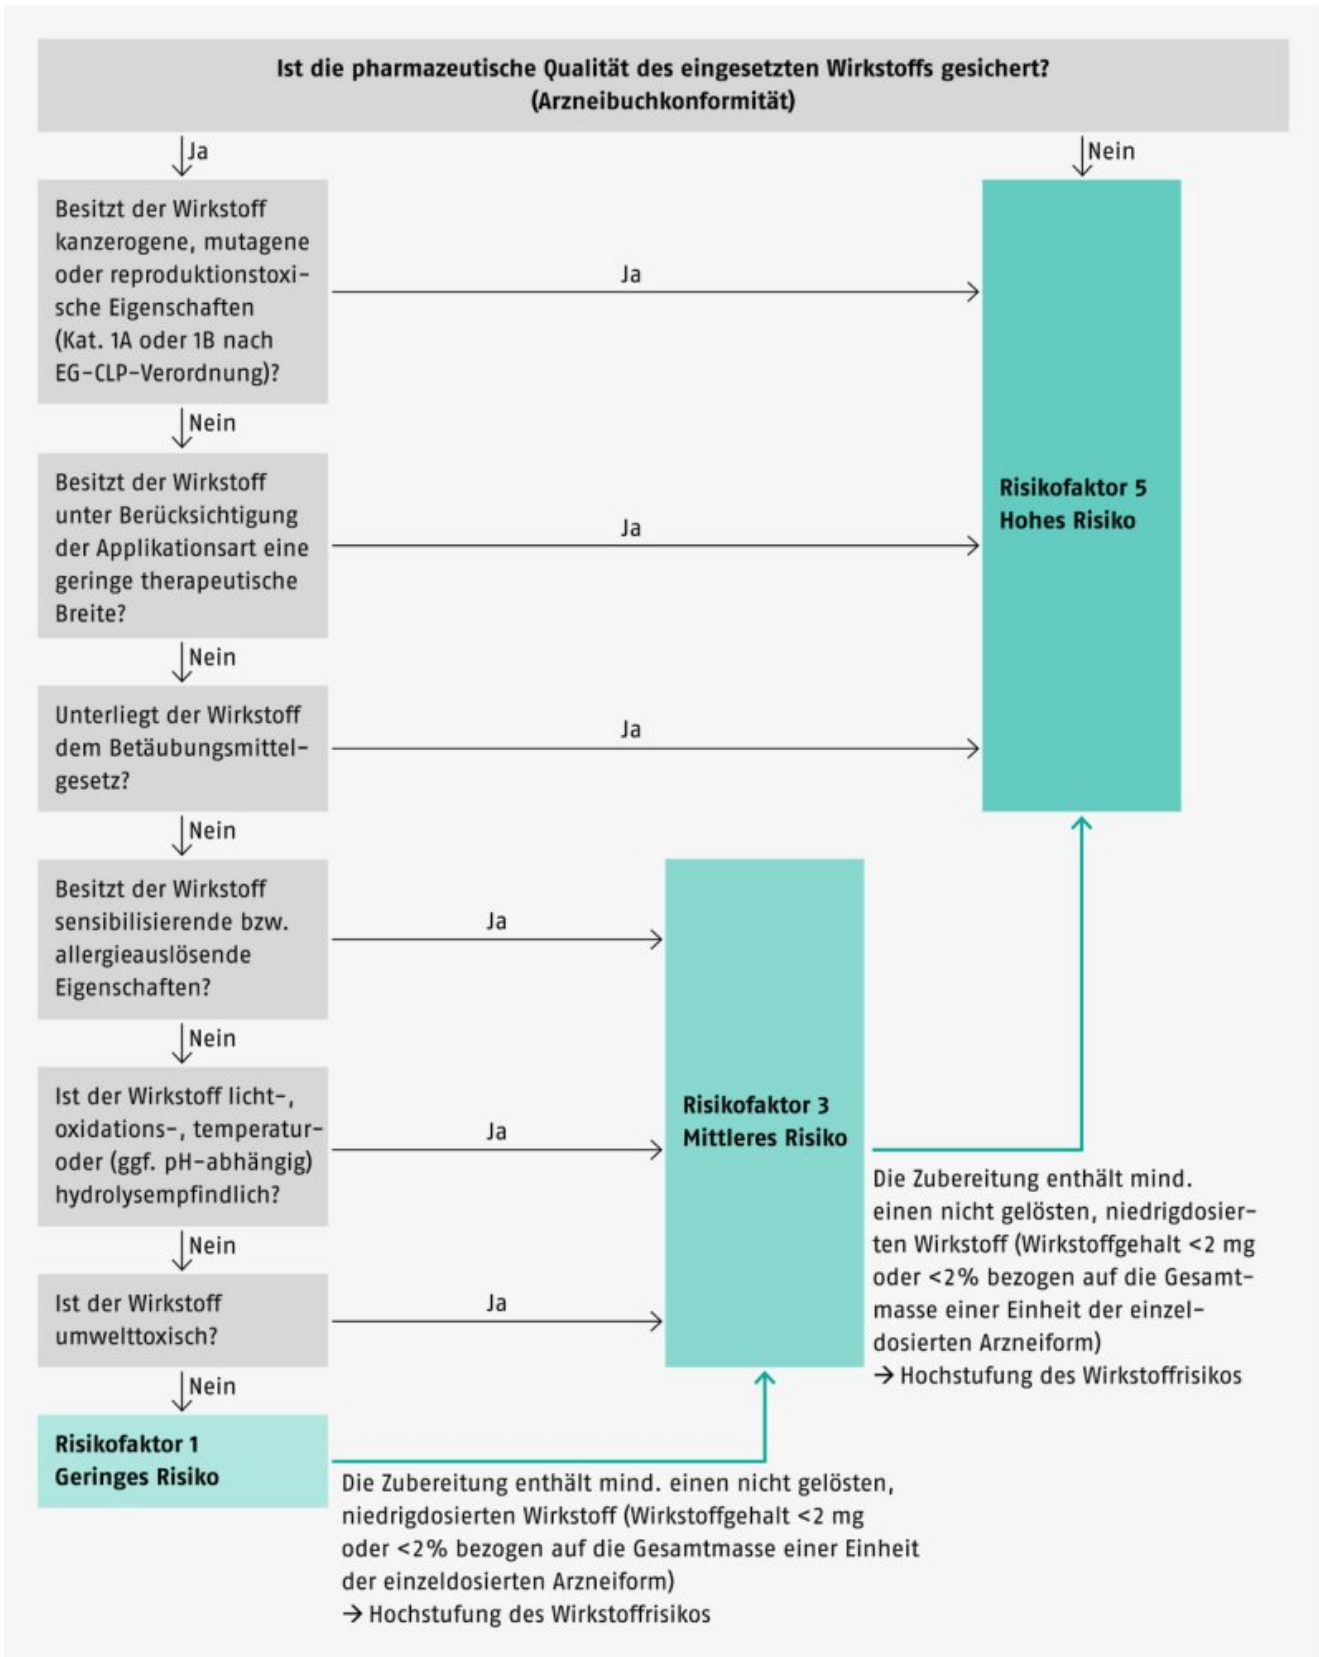 Ist die pharmazeutische Qualität des eingesetzten Wirkstoffs gesichert?
(Arzneibuchkonformität)
Ja
Nein
Besitzt der Wirkstoff
kanzerogene, mutagene
oder reproduktionstoxi-
sche Eigenschaften
(Kat. 1A oder 1B nach
EG-CLP-Verordnung)?
Ja
Nein
Besitzt der Wirkstoff
unter Berücksichtigung
der Applikationsart eine
geringe therapeutische
Breite?
Ja
Risikofaktor 5
Hohes Risiko
Nein
Unterliegt der Wirkstoff
dem Betäubungsmittel-
gesetz?
Ja
Nein
Besitzt der Wirkstoff
sensibilisierende bzw.
allergieauslösende
Eigenschaften?
Ja
Nein
Ist der Wirkstoff licht-,
oxidations-, temperatur-
oder (ggf. pH-abhängig)
hydrolysempfindlich?
Ja
Risikofaktor 3
Mittleres Risiko
Die Zubereitung enthält mind.
einen nicht gelösten, niedrigdosier-
ten Wirkstoff (Wirkstoffgehalt <2 mg
oder <2% bezogen auf die Gesamt-
masse einer Einheit der einzel-
dosierten Arzneiform)
→ Hochstufung des Wirkstoffrisikos
Nein
Ist der Wirkstoff
umwelttoxisch?
Ja
Nein
Risikofaktor 1
Geringes Risiko
Die Zubereitung enthält mind. einen nicht gelösten,
niedrigdosierten Wirkstoff (Wirkstoffgehalt <2 mg
oder <2% bezogen auf die Gesamtmasse einer Einheit
der einzeldosierten Arzneiform)
→ Hochstufung des Wirkstoffrisikos